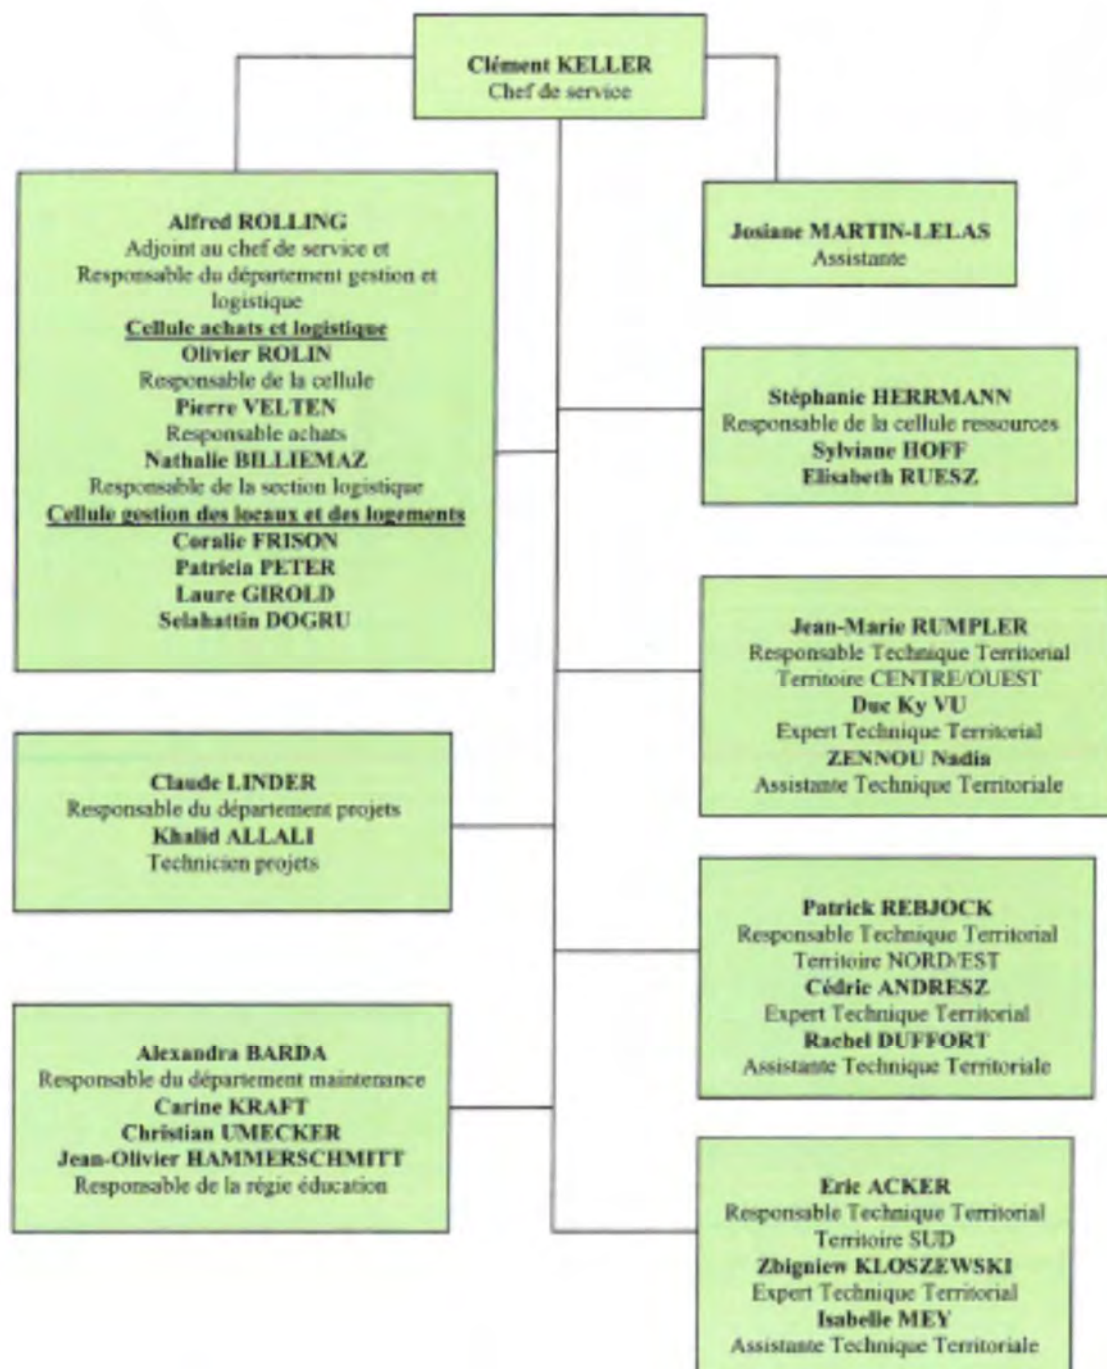 Clément KELLER
Chef de service
Alfred ROLLING
Adjoint au chef de service et
Responsable du département gestion et
logistique
Cellule achats et logistique
Olivier ROLIN
Responsable de la cellule
Pierre VELTEN
Responsable achats
Nathalie BILLIEMAZ
Responsable de la section logistique
Cellule gestion des locaux et des logements
Coralie FRISON
Patricia PETER
Laure GIROLD
Selahattin DOGRU
Josiane MARTIN-LELAS
Assistante
Stéphanie HERRMANN
Responsable de la cellule ressources
Sylviane HOFF
Elisabeth RUESZ
Jean-Marie RUMPLER
Responsable Technique Territorial
Territoire CENTRE/OUEST
Duc Ky VU
Expert Technique Territorial
ZENNOU Nadia
Assistante Technique Territoriale
Claude LINDER
Responsable du département projets
Khalid ALLALI
Technicien projets
Patrick REBJOCK
Responsable Technique Territorial
Territoire NORD/EST
Cédric ANDRESZ
Expert Technique Territorial
Rachel DUFFORT
Assistante Technique Territoriale
Alexandra BARDA
Responsable du département maintenance
Carine KRAFT
Christian UMECKER
Jean-Olivier HAMMERSCHMITT
Responsable de la régie éducation
Eric ACKER
Responsable Technique Territorial
Territoire SUD
Zbigniew KLOSZEWSKI
Expert Technique Territorial
Isabelle MEY
Assistante Technique Territoriale